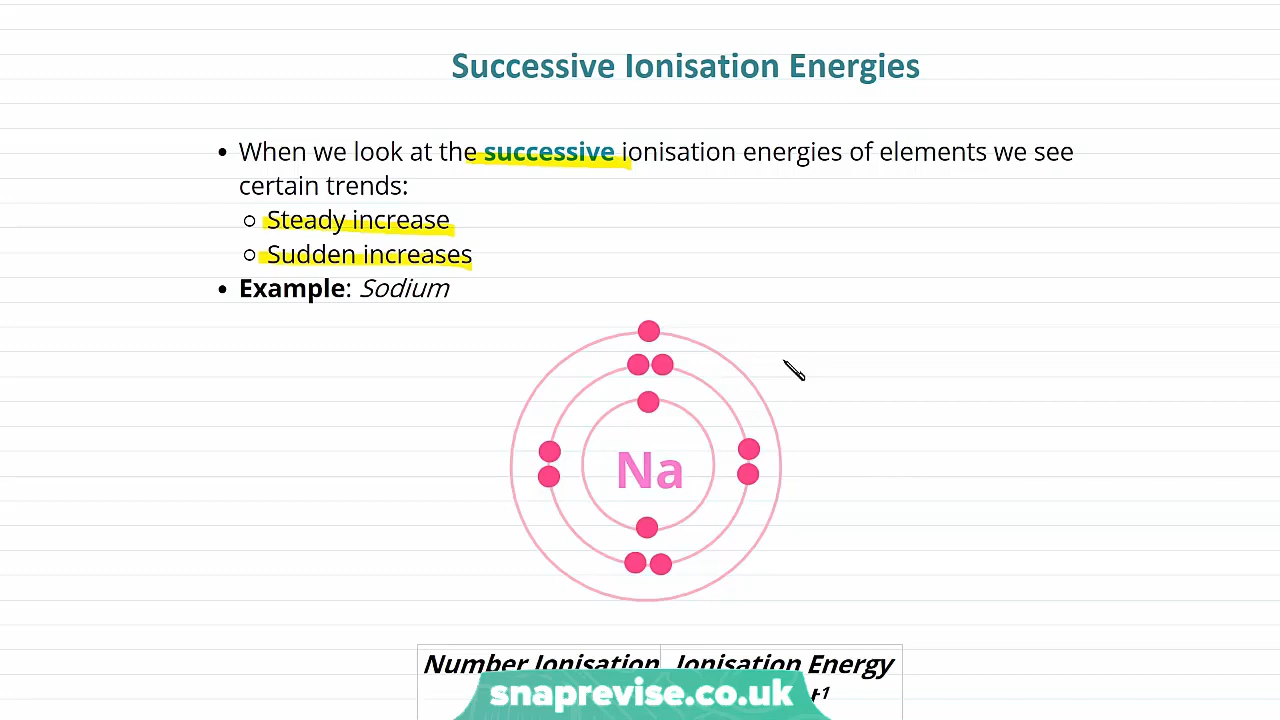 Successive Ionisation Energies
• When we look at the successive ionisation energies of elements we see
certain trends:
○ Steady increase
○ Sudden increases
• Example: Sodium
Na
Number Ionisation Ionisation Energy
snaprevise.co.uk